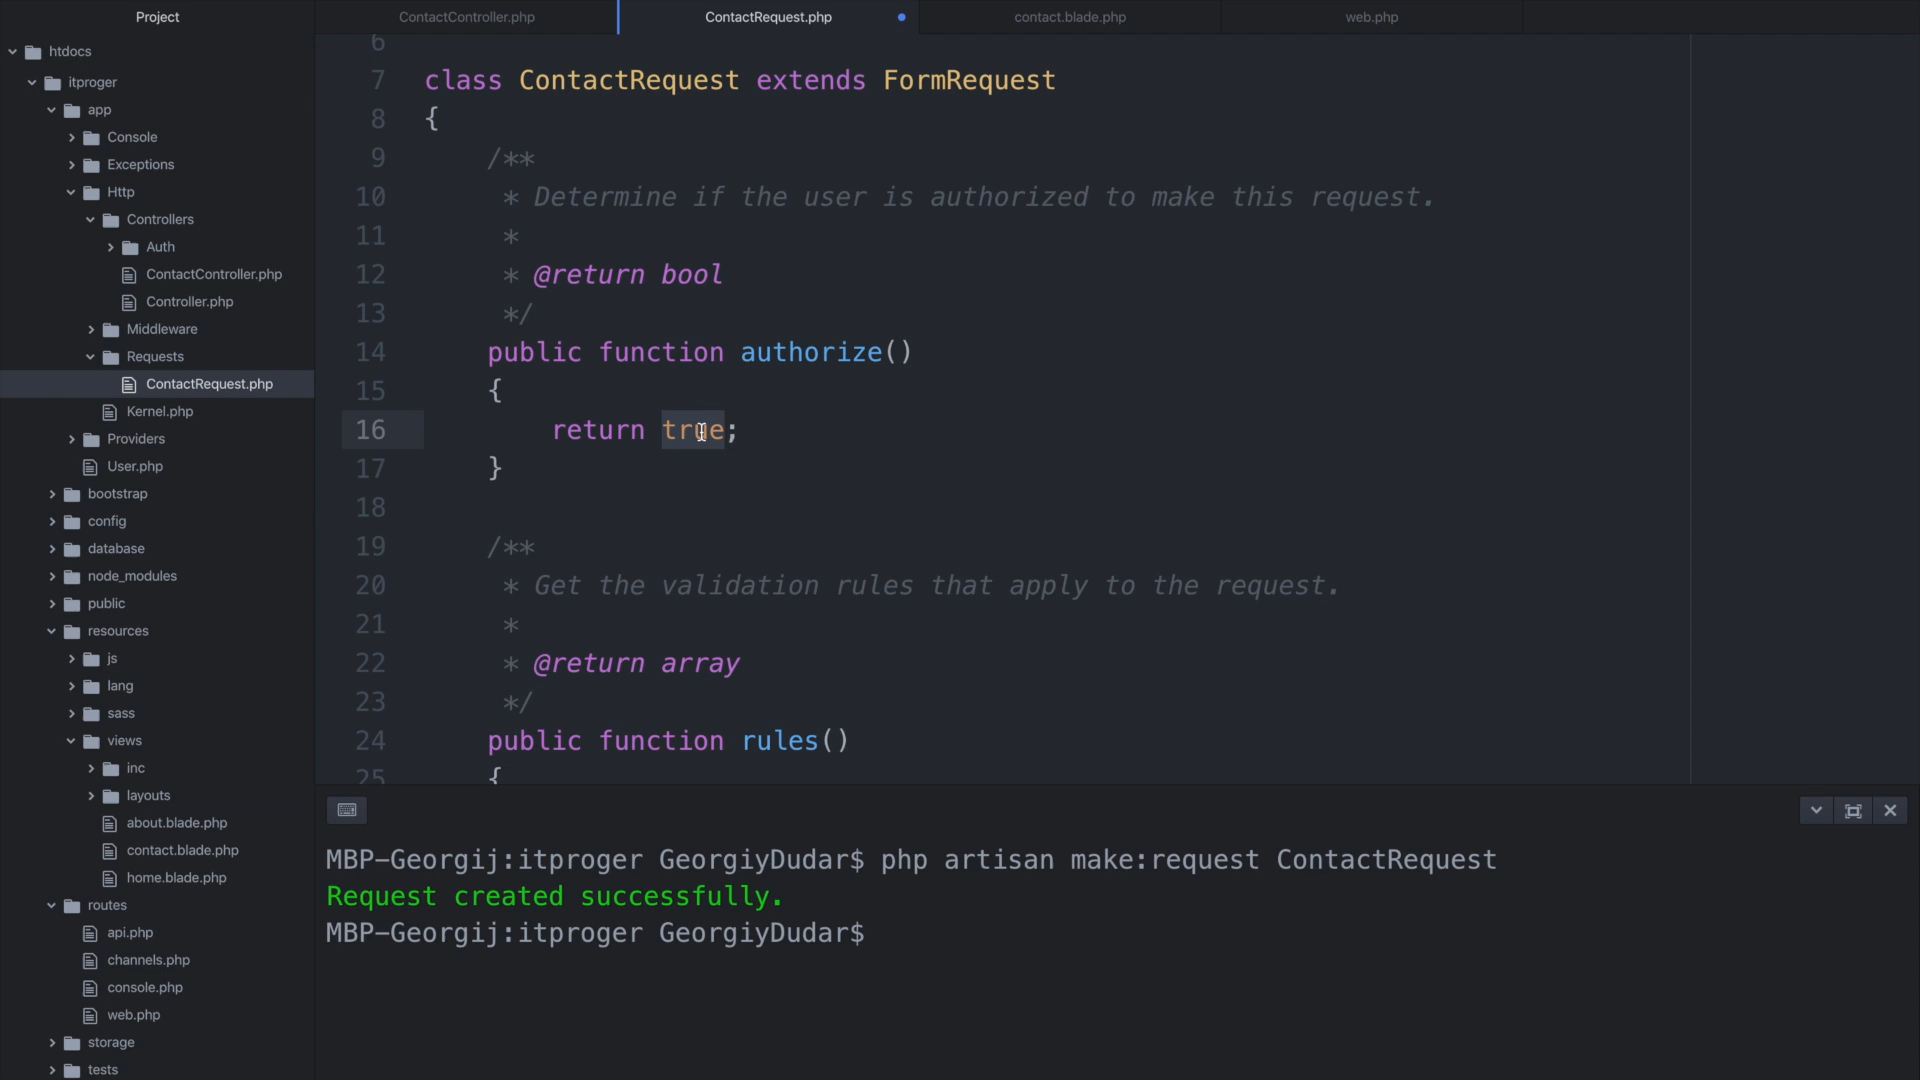 Project
ContactController.php
ContactRequest.php
contact.blade.php
web.php
htdocs
itproger
app
Console
Exceptions
Http
Controllers
Auth
ContactController.php
Controller.php
Middleware
Requests
ContactRequest.php
Kernel.php
Providers
User.php
bootstrap
config
database
node_modules
public
resources
js
lang
sass
views
inc
layouts
about.blade.php
contact.blade.php
home.blade.php
routes
api.php
channels.php
console.php
web.php
storage
tests
6
7 class ContactRequest extends FormRequest
8 {
9 /**
10 * Determine if the user is authorized to make this request.
11 *
12 * @return bool
13 */
14 public function authorize()
15 {
16 return true;
17 }
18
19 /**
20 * Get the validation rules that apply to the request.
21 *
22 * @return array
23 */
24 public function rules()
25 {
MBP-Georgij:itproger GeorgiyDudar$ php artisan make:request ContactRequest
Request created successfully.
MBP-Georgij:itproger GeorgiyDudar$